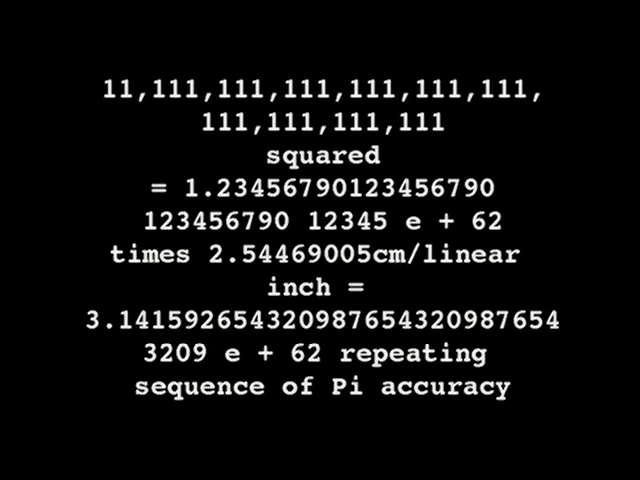 11,111,111,111,111,111,111,
111,111,111,111
squared
= 1.23456790123456790
123456790 12345 e + 62
times 2.54469005cm/linear
inch =
3.1415926543209876543209876​54
3209 e + 62 repeating
sequence of Pi accuracy